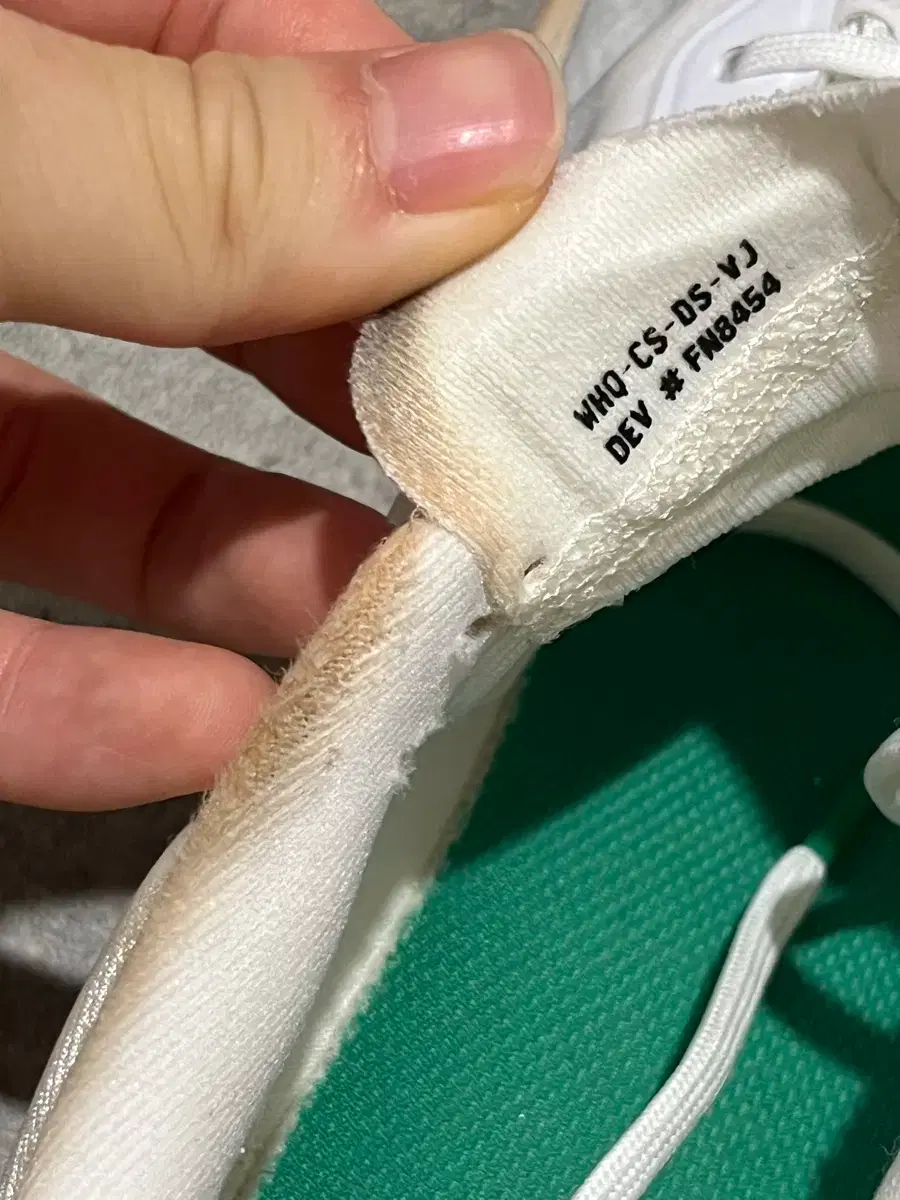 WHQ-CS-DS-VJ
DEV # FN8454